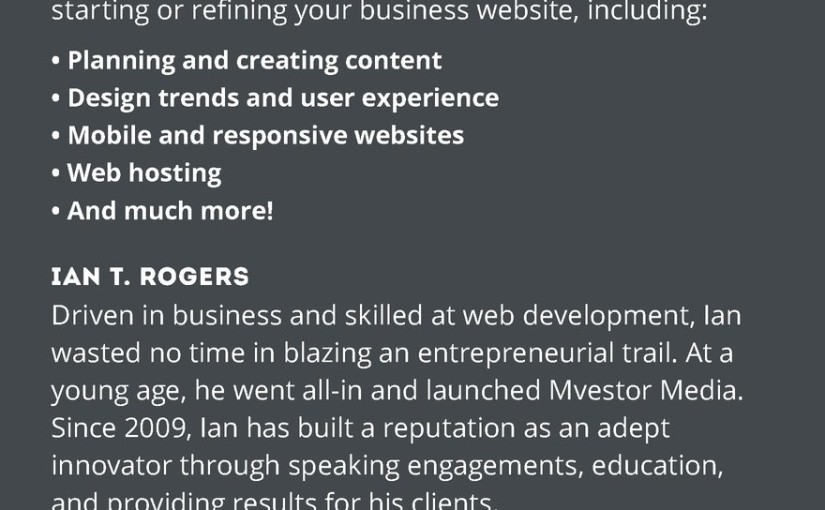 starting or refining your business website, including:
• Planning and creating content
• Design trends and user experience
• Mobile and responsive websites
• Web hosting
• And much more!
IAN T. ROGERS
Driven in business and skilled at web development, Ian
wasted no time in blazing an entrepreneurial trail. At a
young age, he went all-in and launched Mvestor Media.
Since 2009, Ian has built a reputation as an adept
innovator through speaking engagements, education,
and providing results for his clients.